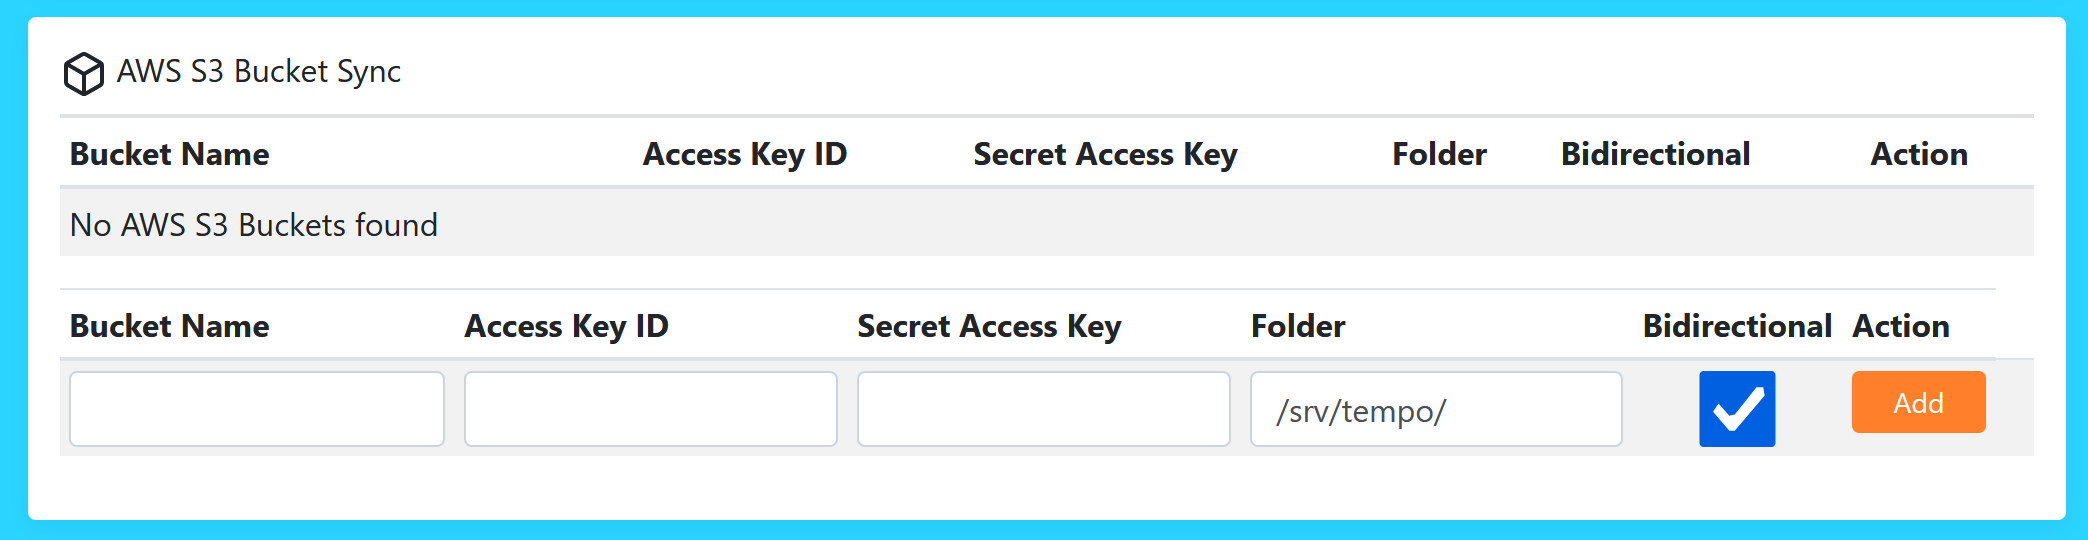 AWS S3 Bucket Sync
Bucket Name Access Key ID Secret Access Key Folder Bidirectional Action
No AWS S3 Buckets found
Bucket Name Access Key ID Secret Access Key Folder Bidirectional Action
/srv/tempo/ Add